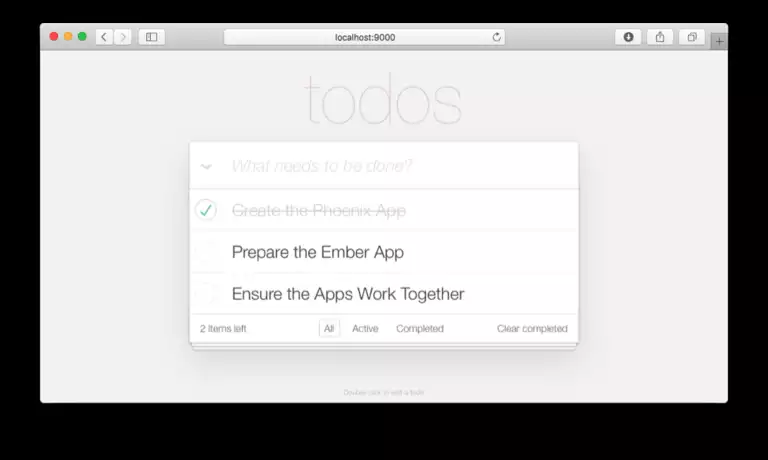 localhost:9000
todos
What needs to be done?
Create the Phoenix App
Prepare the Ember App
Ensure the Apps Work Together
2 items left All Active Completed Clear completed
Double-click to edit a todo